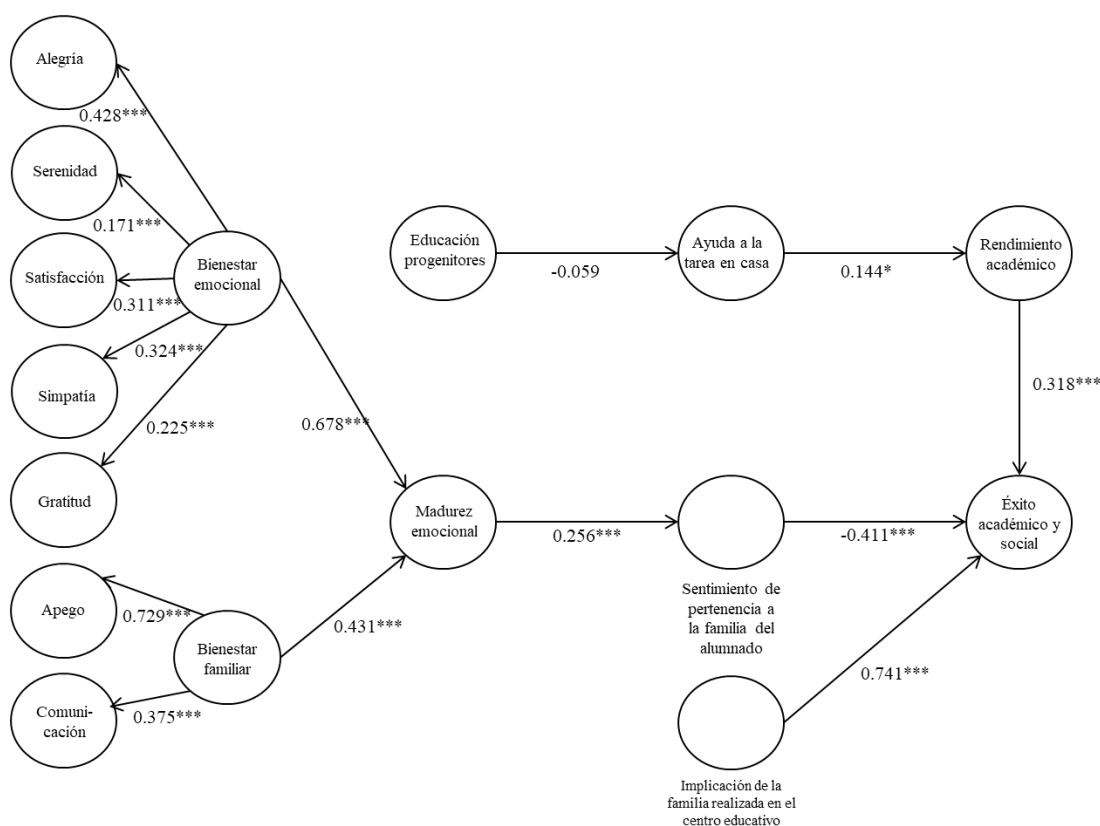 Alegría
0.428***
Serenidad
0.171***
Satisfacción
0.311***
Bienestar
emocional
0.324***
Simpatía
0.225***
Gratitud
0.678***
Educación
progenitores
-0.059
Ayuda a la
tarea en casa
0.144*
Rendimiento
académico
0.318***
Madurez
emocional
0.256***
Sentimiento de
pertenencia a
la familia del
alumnado
-0.411***
Éxito
académico y
social
Apego
0.729***
Bienestar
familiar
0.431***
Comuni-
cación
0.375***
0.741***
Implicación de la
familia realizada en el
centro educativo